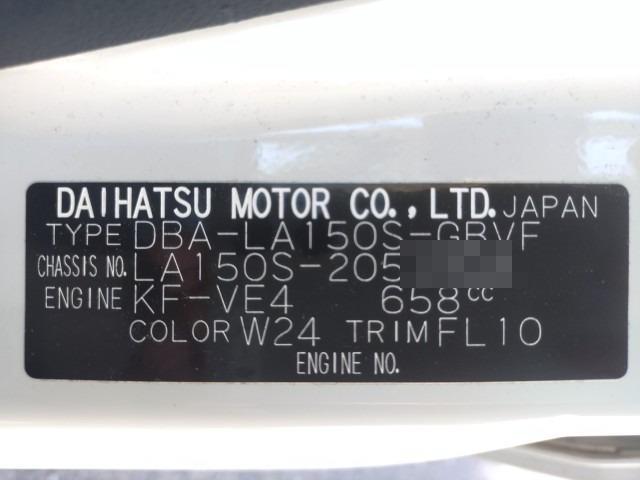 DAIHATSU MOTOR CO., LTD. JAPAN
TYPE DBA-LA150S-GBVF
CHASSIS NO. LA150S-205
ENGINE KF-VE4 658cc
COLOR W24 TRIM FL10
ENGINE NO.